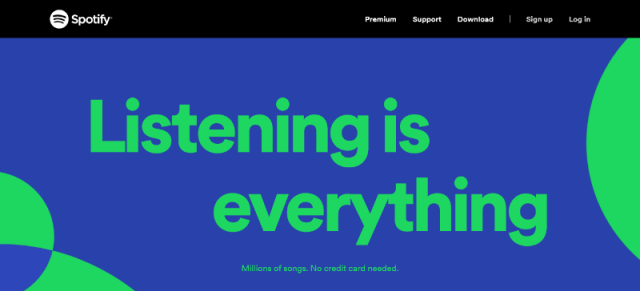 Spotify
Premium Support Download | Sign up Log in
Listening is
everything
Millions of songs. No credit card needed.